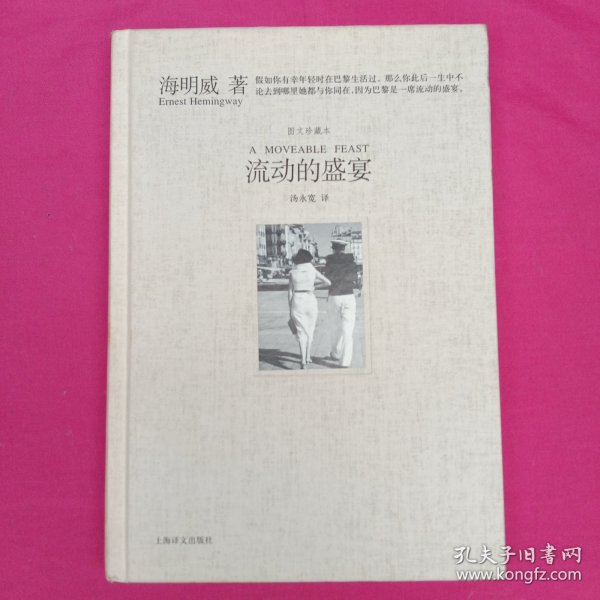 海明威 著
Ernest Hemingway
假如你有幸年轻时在巴黎生活过，那么你此后一生中不
论去到哪里她都与你同在，因为巴黎是一席流动的盛宴。
图文珍藏本
A MOVEABLE FEAST
流动的盛宴
汤永宽 译
上海译文出版社
孔夫子旧书网
www.kongfz.com